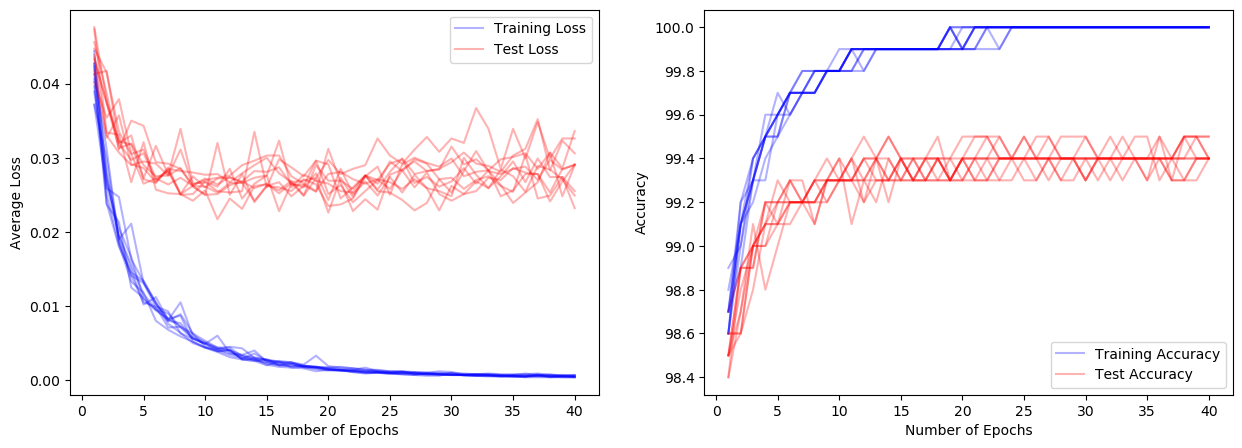 Training Loss
Test Loss
0.04
0.03
0.02
0.01
0.00
Average Loss
0 5 10 15 20 25 30 35 40
Number of Epochs
100.0
99.8
99.6
99.4
99.2
99.0
98.8
98.6
98.4
Accuracy
Training Accuracy
Test Accuracy
0 5 10 15 20 25 30 35 40
Number of Epochs